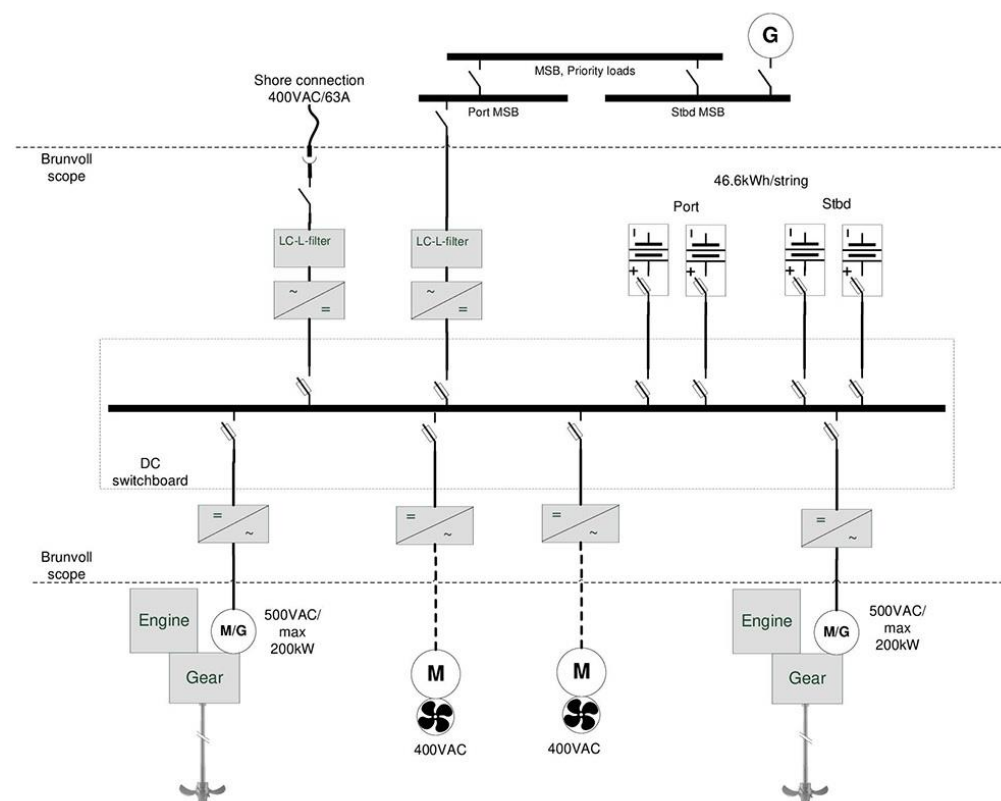 G
MSB, Priority loads
Shore connection
400VAC/63A
Port MSB
Stbd MSB
Brunvoll
scope
46.6kWh/string
Port
Stbd
LC-L-filter
LC-L-filter
I
I
I
I
+
+
+
+
~
=
~
=
DC
switchboard
=
~
=
~
=
~
=
~
Brunvoll
scope
Engine
M/G
500VAC/
max
200kW
Gear
M
400VAC
M
400VAC
Engine
M/G
500VAC/
max
200kW
Gear